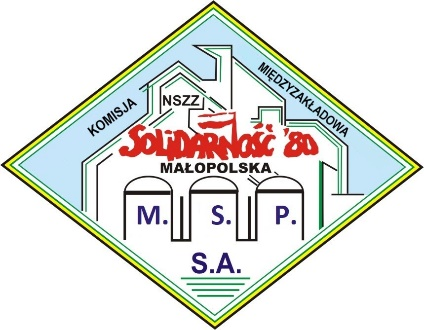 KOMISJA
MIĘDZYZAKŁADOWA
NSZZ
SOLIDARNOŚĆ '80
MAŁOPOLSKA
M. S. P.
S.A.